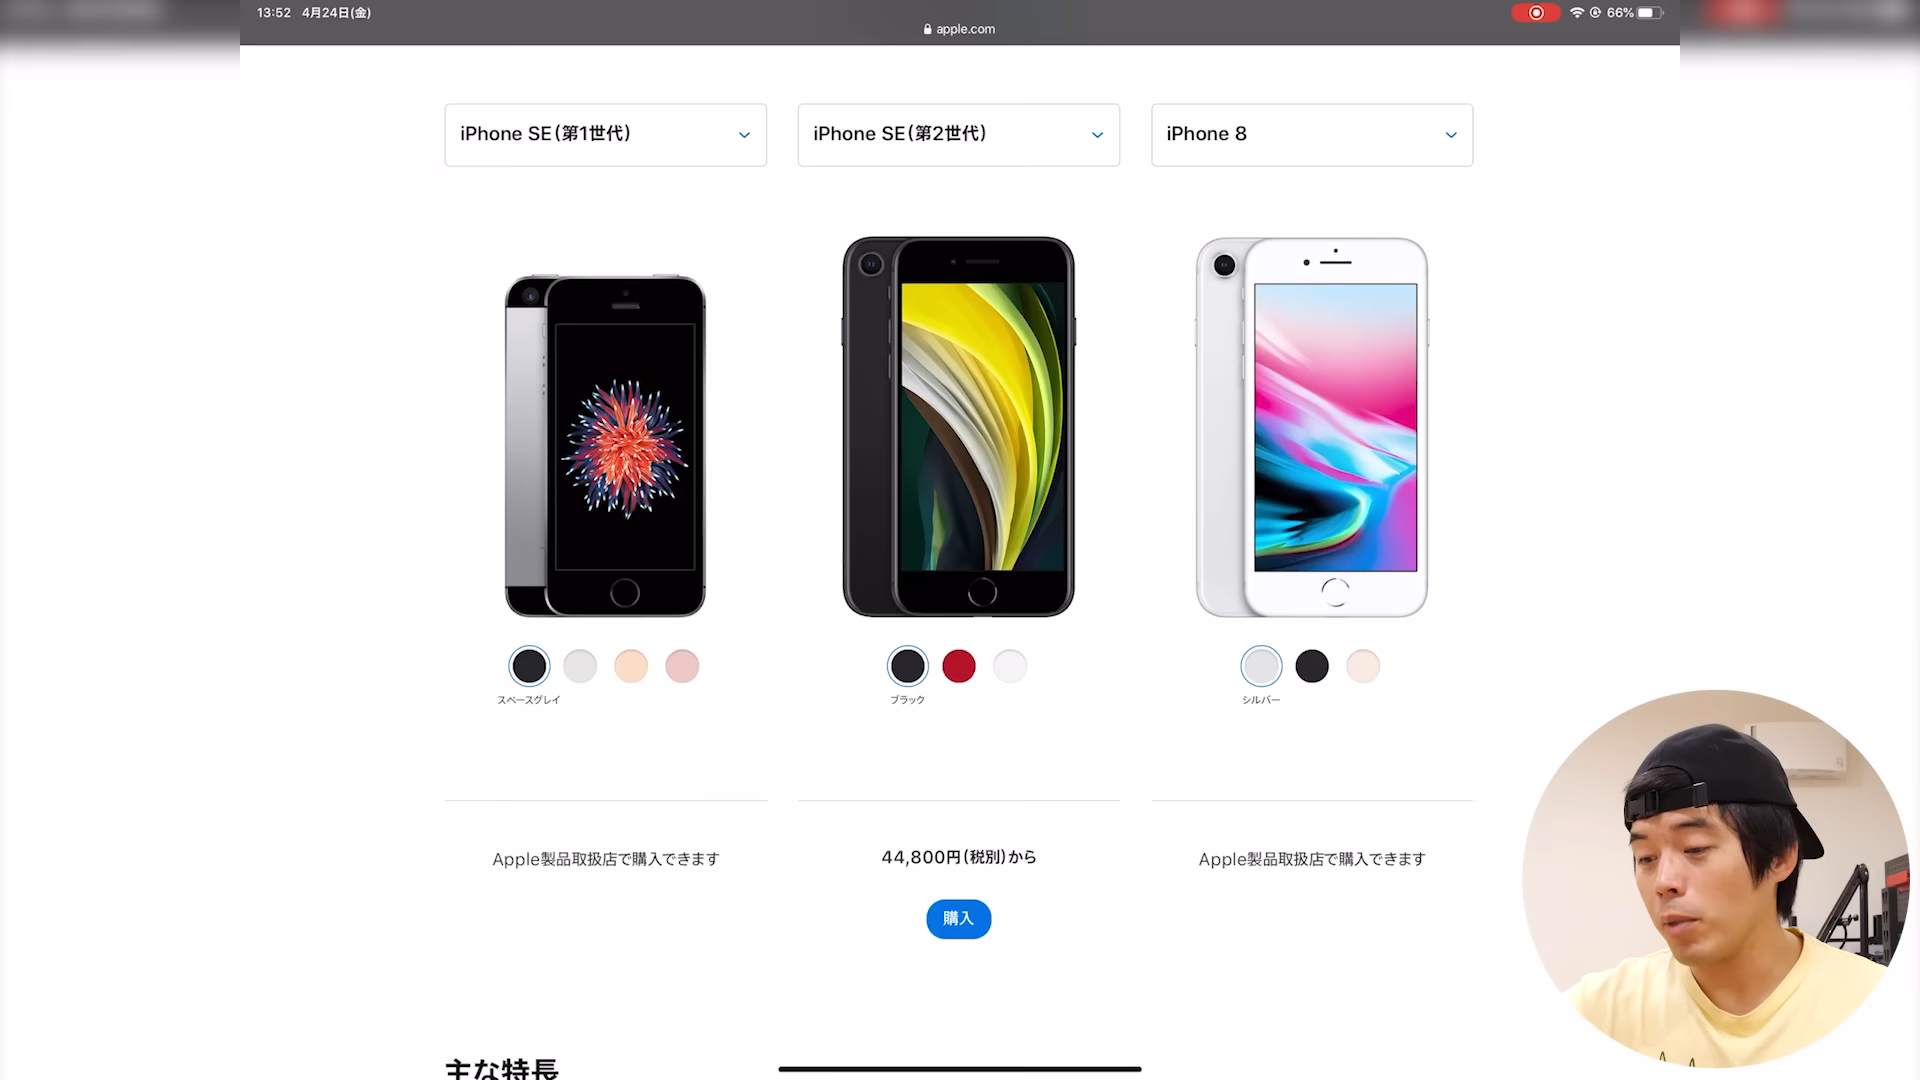 13:52 4月24日(金)
66%
apple.com
iPhone SE（第1世代）
iPhone SE（第2世代）
iPhone 8
スペースグレイ
ブラック
シルバー
Apple製品取扱店で購入できます
44,800円（税別）から
Apple製品取扱店で購入できます
購入
主な特長